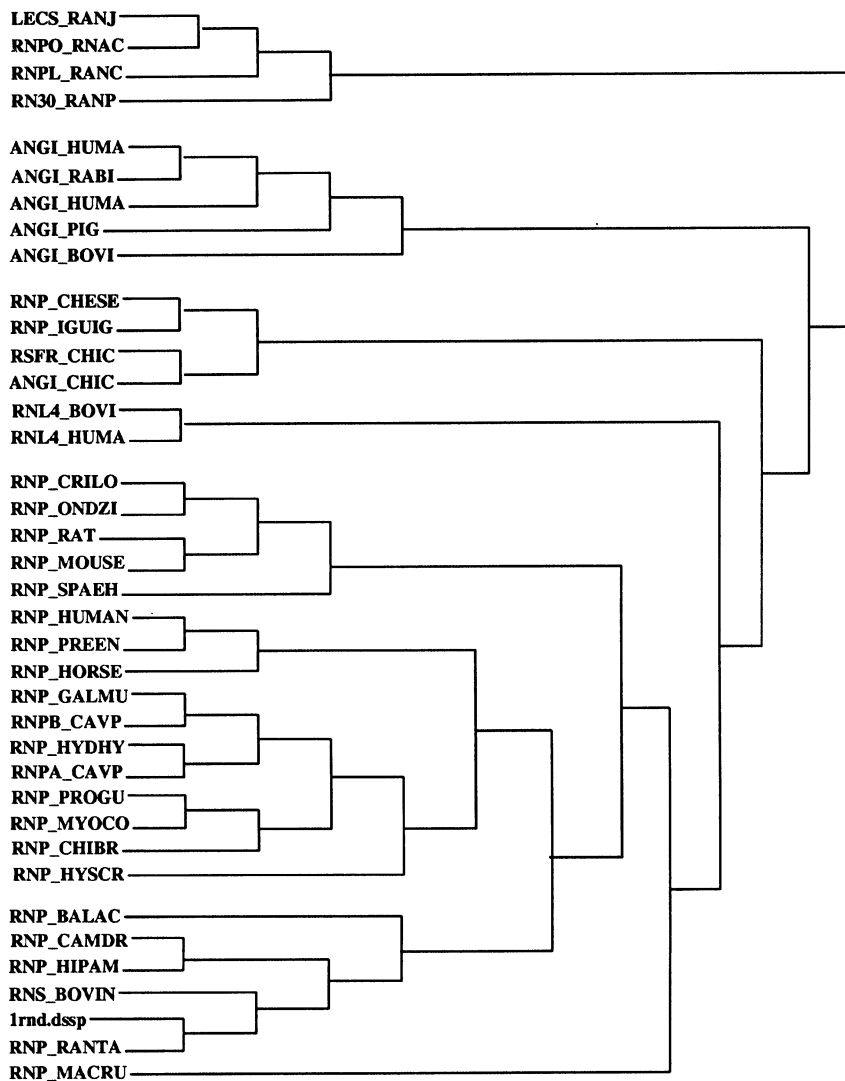 LECS_RANJ
RNPO_RNAC
RNPL_RANC
RN30_RANP
ANGI_HUMA
ANGI_RABI
ANGI_HUMA
ANGI_PIG
ANGI_BOVI
RNP_CHESE
RNP_IGUIG
RSFR_CHIC
ANGI_CHIC
RNL4_BOVI
RNL4_HUMA
RNP_CRILO
RNP_ONDZI
RNP_RAT
RNP_MOUSE
RNP_SPAEH
RNP_HUMAN
RNP_PREEN
RNP_HORSE
RNP_GALMU
RNPB_CAVP
RNP_HYDHY
RNPA_CAVP
RNP_PROGU
RNP_MYOCO
RNP_CHIBR
RNP_HYSCR
RNP_BALAC
RNP_CAMDR
RNP_HIPAM
RNS_BOVIN
1rnd.dssp
RNP_RANTA
RNP_MACRU